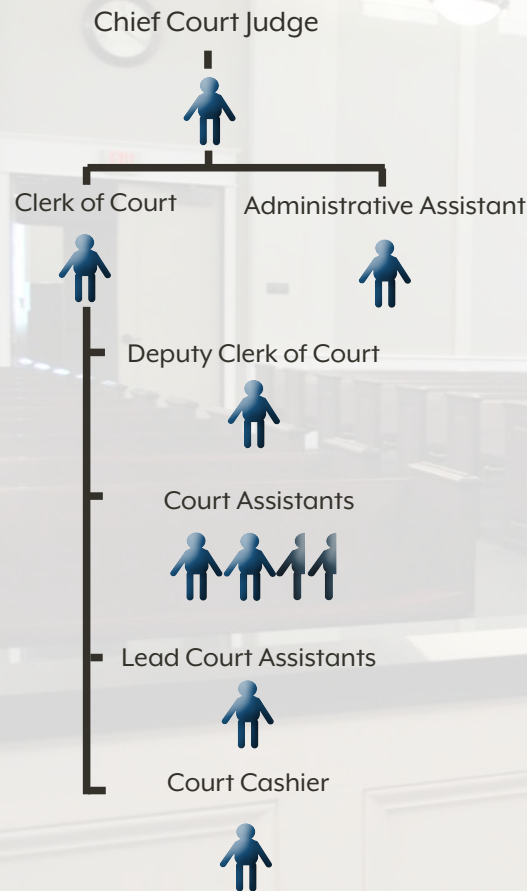 Chief Court Judge
Clerk of Court
Administrative Assistant
Deputy Clerk of Court
Court Assistants
Lead Court Assistants
Court Cashier